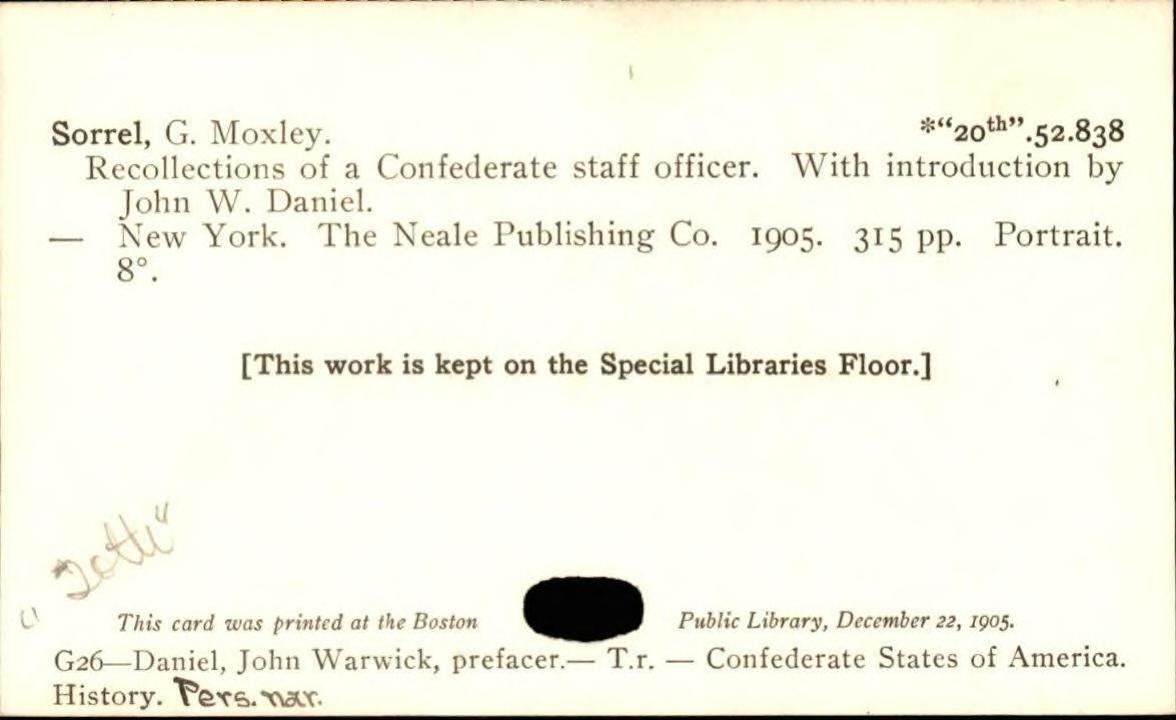 Sorrel, G. Moxley. *“20th”.52.838
Recollections of a Confederate staff officer. With introduction by
John W. Daniel.
— New York. The Neale Publishing Co. 1905. 315 pp. Portrait.
8°.
[This work is kept on the Special Libraries Floor.]
"20th"
This card was printed at the Boston Public Library, December 22, 1905.
G26—Daniel, John Warwick, prefacer.— T.r. — Confederate States of America.
History. Pers. nar.